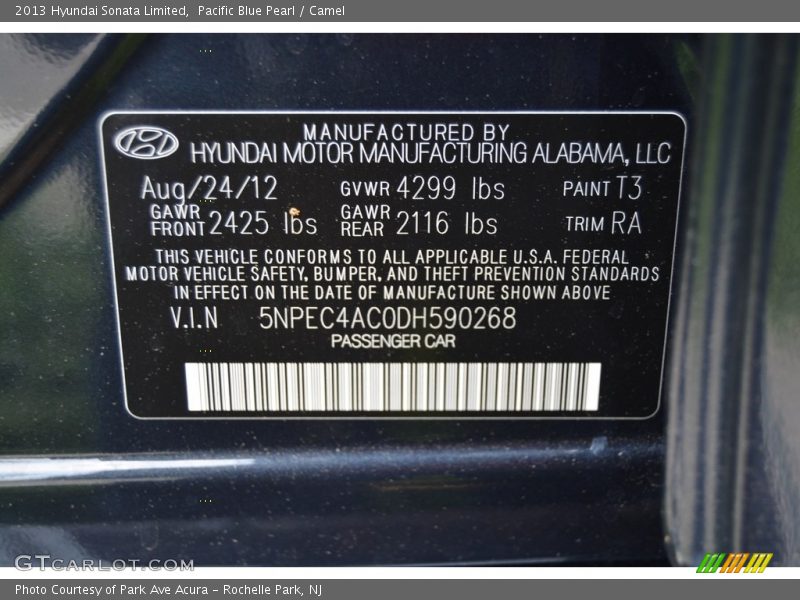 2013 Hyundai Sonata Limited,  Pacific Blue Pearl / Camel
MANUFACTURED BY
HYUNDAI MOTOR MANUFACTURING ALABAMA, LLC
Aug/24/12 GVWR 4299 lbs PAINT T3
GAWR FRONT 2425 lbs GAWR REAR 2116 lbs TRIM RA
THIS VEHICLE CONFORMS TO ALL APPLICABLE U.S.A. FEDERAL
MOTOR VEHICLE SAFETY, BUMPER, AND THEFT PREVENTION STANDARDS
IN EFFECT ON THE DATE OF MANUFACTURE SHOWN ABOVE
V.I.N 5NPEC4AC0DH590268
PASSENGER CAR
GTCARLOT.COM
Photo Courtesy of Park Ave Acura - Rochelle Park, NJ